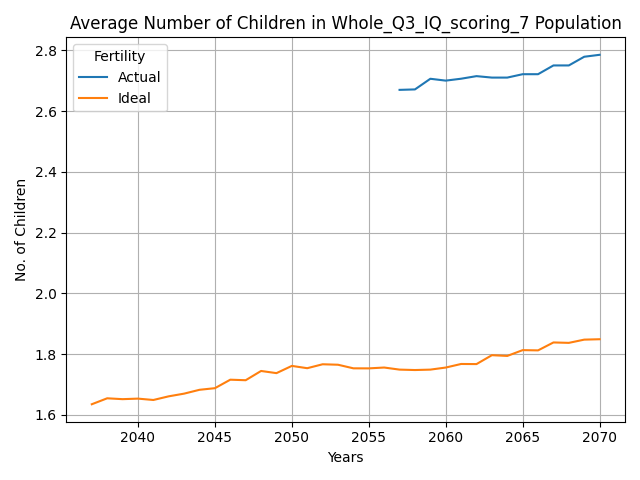 Average Number of Children in Whole_Q3_IQ_scoring_7 Population
Fertility
Actual
Ideal
No. of Children
2.8
2.6
2.4
2.2
2.0
1.8
1.6
2040 2045 2050 2055 2060 2065 2070
Years